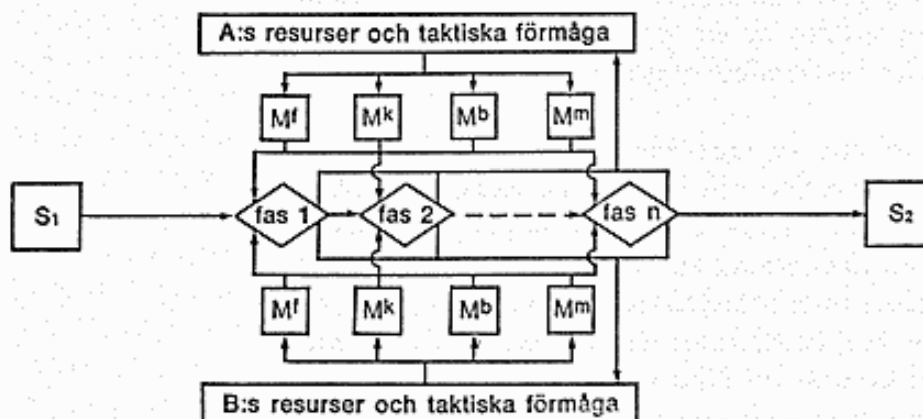 A:s resurser och taktiska förmåga
Mf Mk Mb Mm
S1 fas 1 fas 2 fas n S2
Mf Mk Mb Mm
B:s resurser och taktiska förmåga